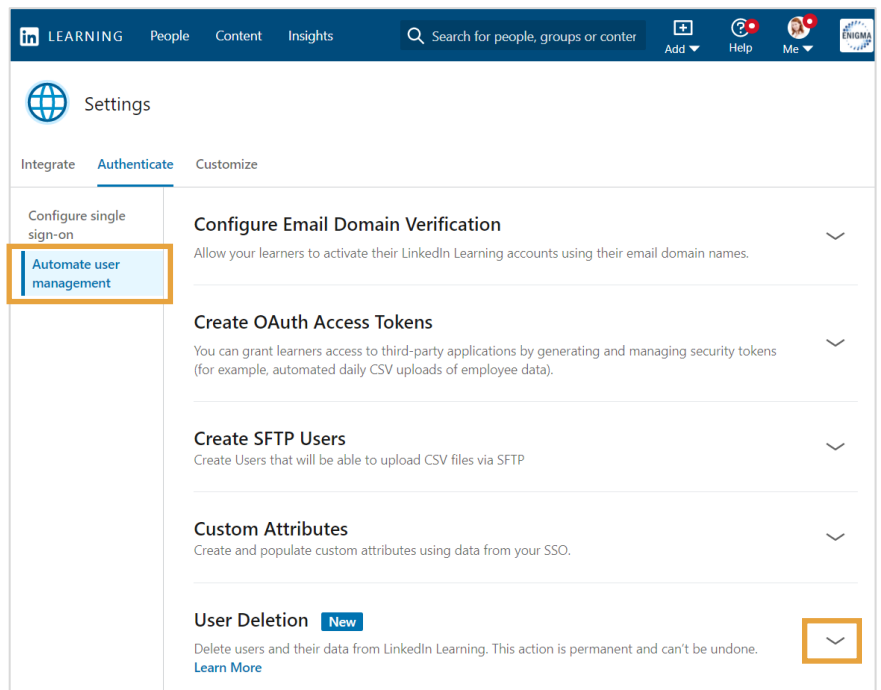 in LEARNING People Content Insights Search for people, groups or conter Add Help Me ENIGMA
Settings
Integrate Authenticate Customize
Configure single
sign-on
Automate user
management
Configure Email Domain Verification
Allow your learners to activate their LinkedIn Learning accounts using their email domain names.
Create OAuth Access Tokens
You can grant learners access to third-party applications by generating and managing security tokens
(for example, automated daily CSV uploads of employee data).
Create SFTP Users
Create Users that will be able to upload CSV files via SFTP
Custom Attributes
Create and populate custom attributes using data from your SSO.
User Deletion New
Delete users and their data from LinkedIn Learning. This action is permanent and can't be undone.
Learn More